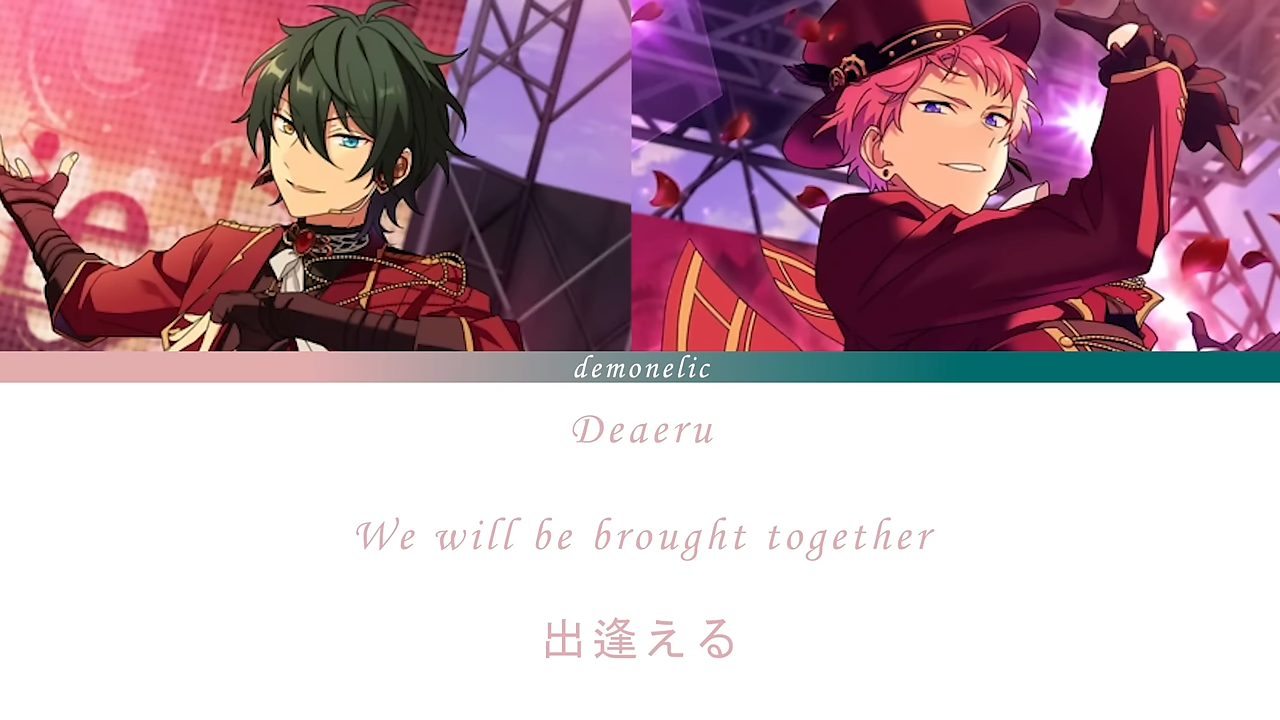 demonelic
Deaeru
We will be brought together
出逢える